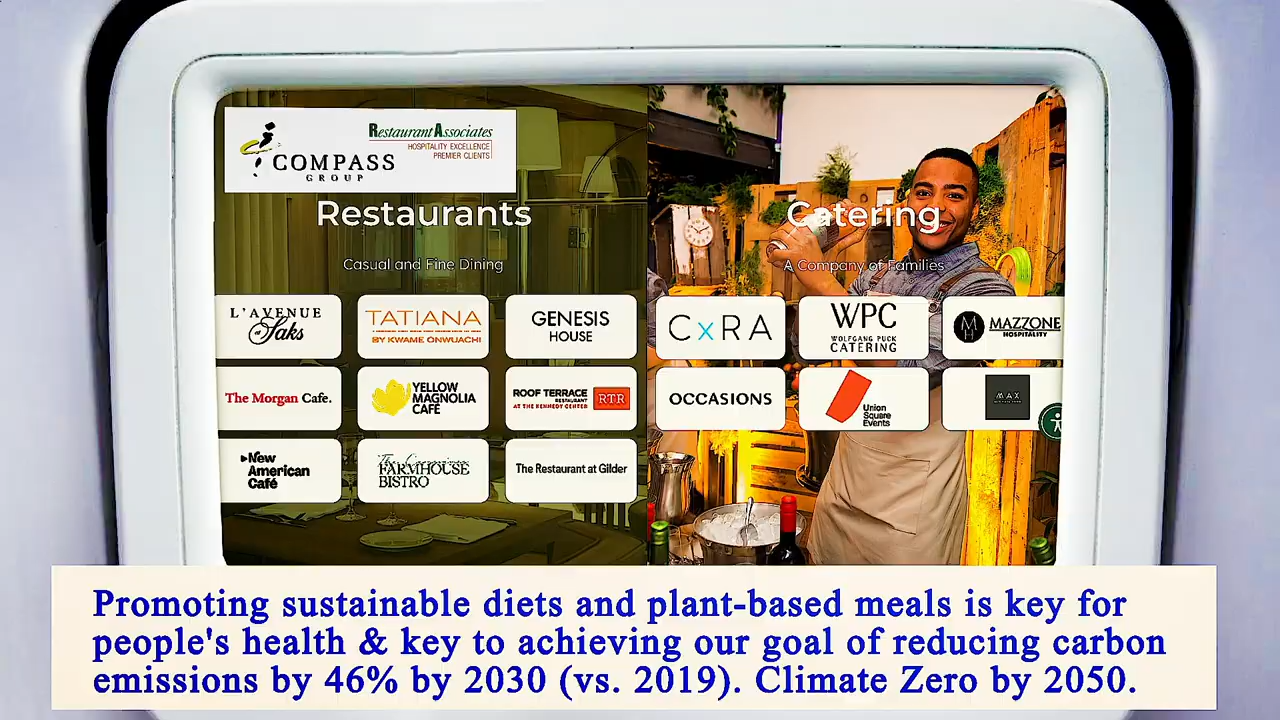 COMPASS
GROUP
Restaurant Associates
HOSPITALITY EXCELLENCE
PREMIER CLIENTS
Restaurants
Casual and Fine Dining
L'AVENUE
Saks
TATIANA
BY KWAME ONWUACHI
GENESIS
HOUSE
The Morgan Cafe.
YELLOW
MAGNOLIA
CAFÉ
ROOF TERRACE
RESTAURANT
AT THE KENNEDY CENTER
RTR
New
American
Café
FARMHOUSE
BISTRO
The Restaurant at Gilder
Catering
A Company of Families
CxRA
WPC
WOLFGANG PUCK
CATERING
MH
MAZZONE
HOSPITALITY
OCCASIONS
Union
Square
Events
MAX
Promoting sustainable diets and plant-based meals is key for
people's health & key to achieving our goal of reducing carbon
emissions by 46% by 2030 (vs. 2019). Climate Zero by 2050.